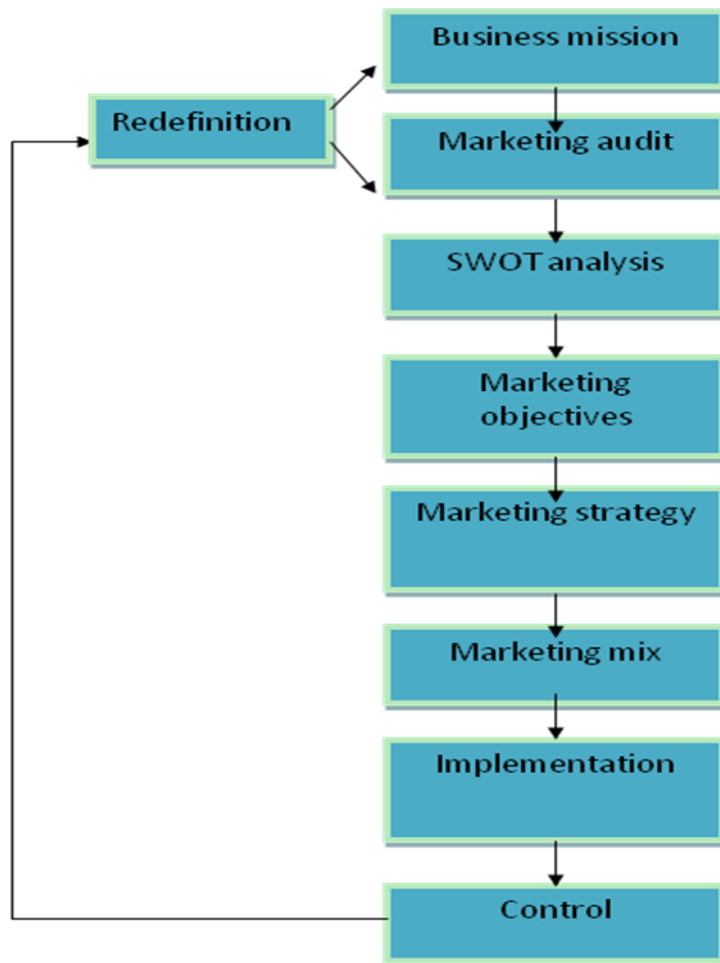 Business mission
Redefinition
Marketing audit
SWOT analysis
Marketing
objectives
Marketing strategy
Marketing mix
Implementation
Control